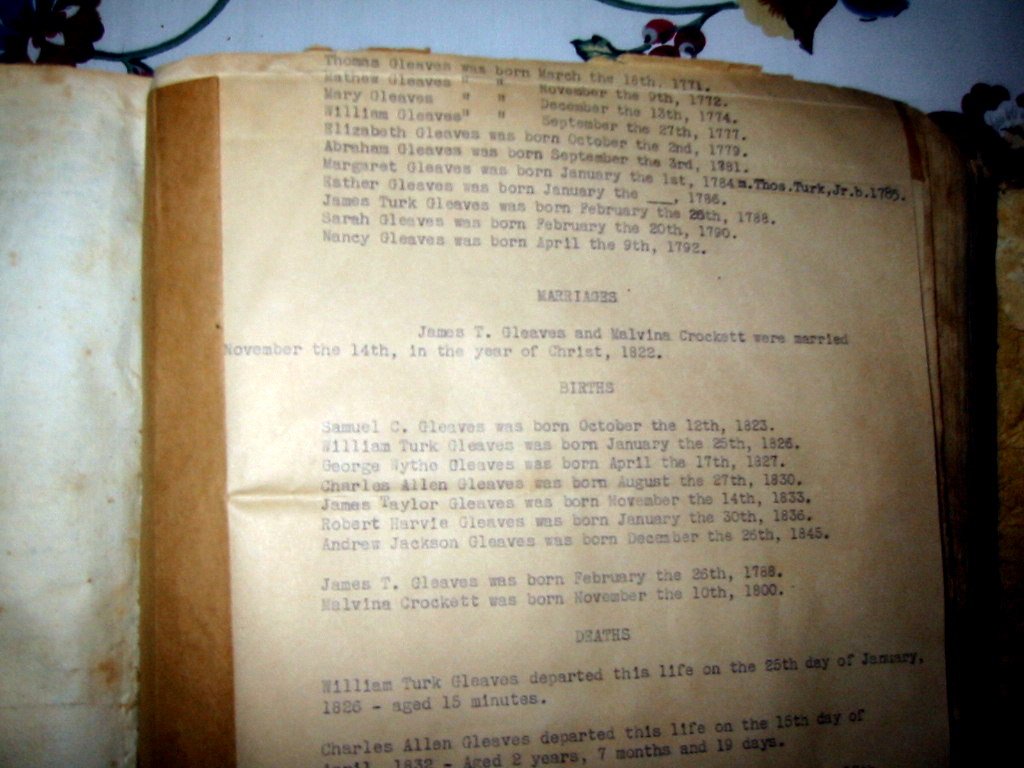 Thomas Gleaves was born March the 18th, 1771.
Mathew Gleaves " " November the 9th, 1772.
Mary Gleaves " " December the 13th, 1774.
William Gleaves" " September the 27th, 1777.
Elizabeth Gleaves was born October the 2nd, 1779.
Abraham Gleaves was born September the 3rd, 1781.
Margaret Gleaves was born January the 1st, 1784 m.Thos.Turk,Jr.b.1785.
Esther Gleaves was born January the ___, 1786.
James Turk Gleaves was born February the 26th, 1788.
Sarah Gleaves was born February the 20th, 1790.
Nancy Gleaves was born April the 9th, 1792.
MARRIAGES
James T. Gleaves and Malvina Crockett were married
November the 14th, in the year of Christ, 1822.
BIRTHS
Samuel C. Gleaves was born October the 12th, 1823.
William Turk Gleaves was born January the 25th, 1826.
George Wythe Gleaves was born April the 17th, 1827.
Charles Allen Gleaves was born August the 27th, 1830.
James Taylor Gleaves was born November the 14th, 1833.
Robert Harvie Gleaves was born January the 30th, 1836.
Andrew Jackson Gleaves was born December the 26th, 1845.
James T. Gleaves was born February the 26th, 1788.
Malvina Crockett was born November the 10th, 1800.
DEATHS
William Turk Gleaves departed this life on the 25th day of January,
1826 - aged 15 minutes.
Charles Allen Gleaves departed this life on the 15th day of
April, 1832 - Aged 2 years, 7 months and 19 days.